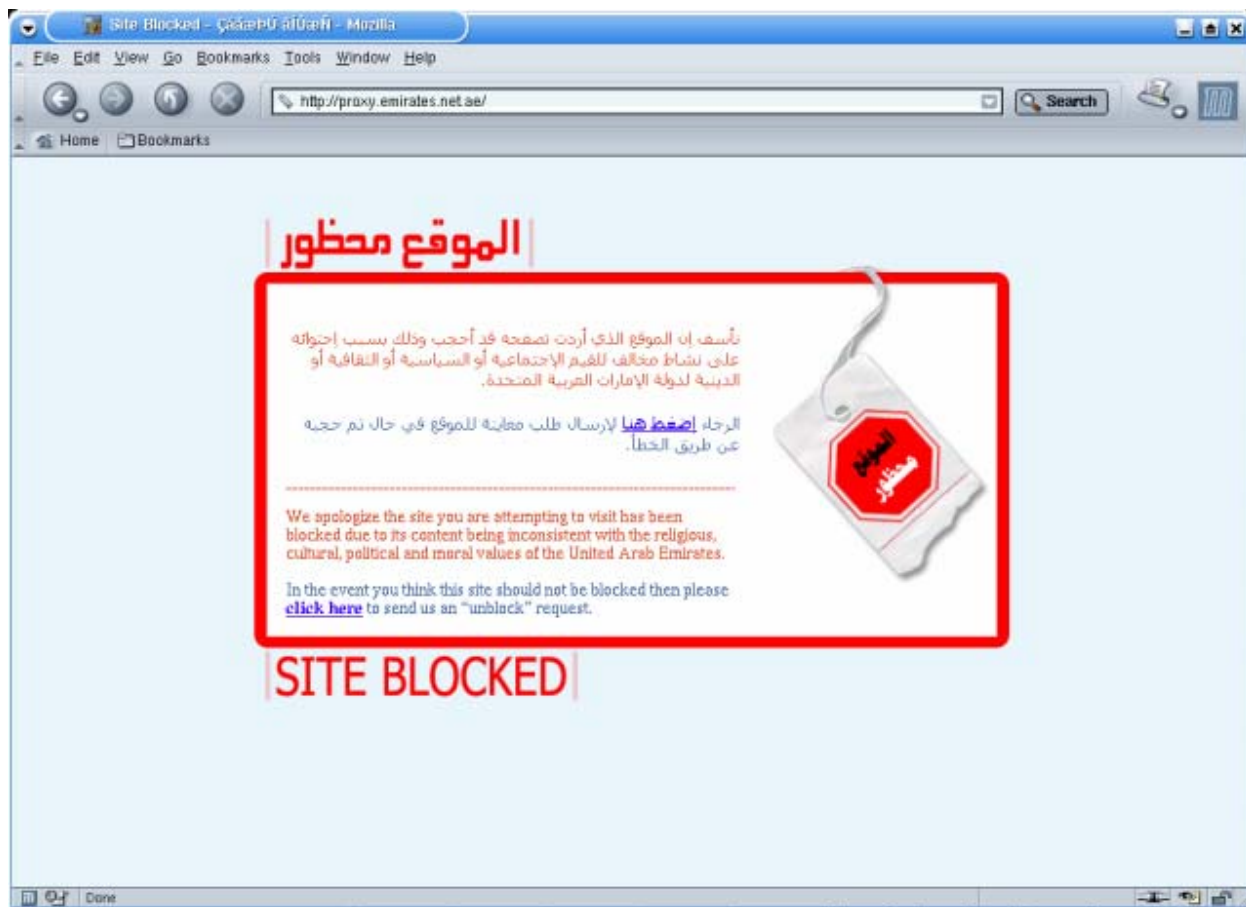 Site Blocked - ÇáãæÞÚ ãÍÙæÑ - Mozilla
File Edit View Go Bookmarks Tools Window Help
http://proxy.emirates.net.ae/
Search
Home Bookmarks
الموقع محظور
نأسف إن الموقع الذي أردت تصفحه قد أحجب وذلك بسبب إحتوائه
على نشاط مخالف للقيم الإجتماعية أو السياسية أو الثقافية أو
الدينية لدولة الإمارات العربية المتحدة.
الرجاء إضغط هنا لإرسال طلب معاينة للموقع في حال تم حجبه
عن طريق الخطأ.
الموقع
محظور
We apologize the site you are attempting to visit has been
blocked due to its content being inconsistent with the religious,
cultural, political and moral values of the United Arab Emirates.
In the event you think this site should not be blocked then please
click here to send us an "unblock" request.
SITE BLOCKED
Done